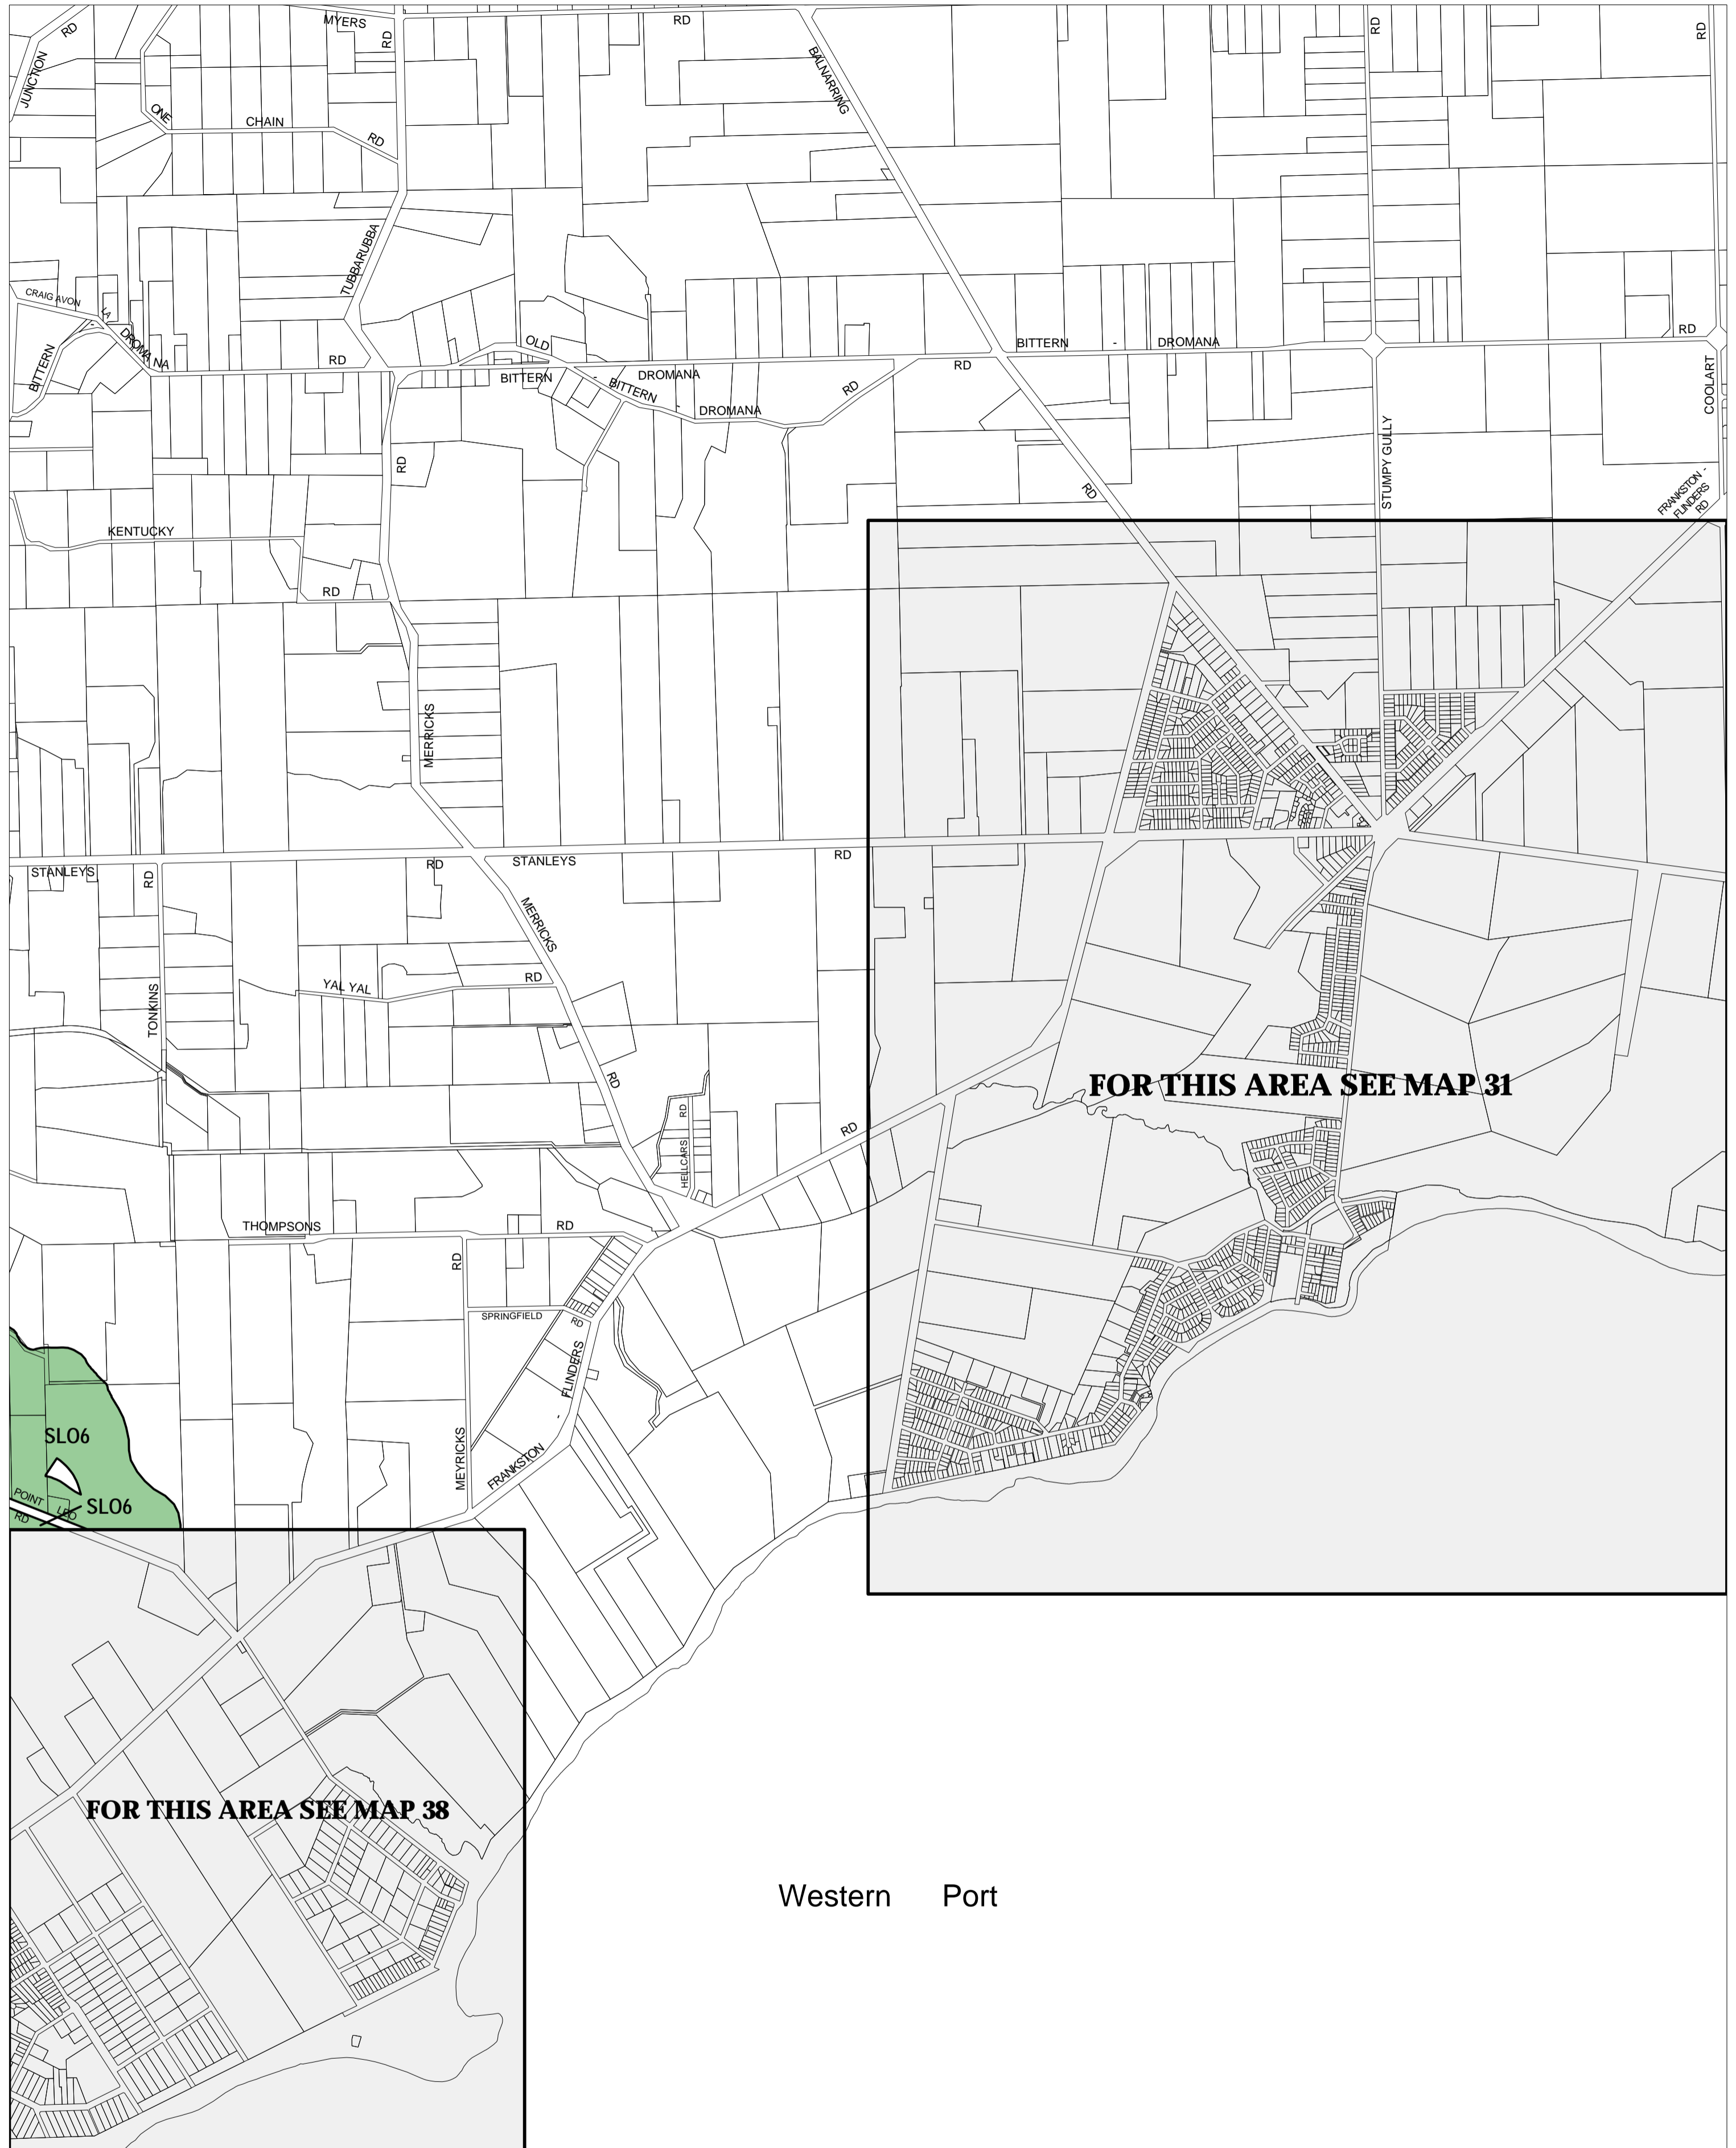 MYERS
RD
RD
RD
RD
RD
JUNCTION
RD
BALNARRING
ONE
CHAIN
RD
TUBBARUBBA
CRAIG AVON
LA
BITTERN
-
DROMANA
RD
OLD
BITTERN
-
DROMANA
RD
BITTERN
-
DROMANA
RD
BITTERN
-
DROMANA
RD
COOLART
STUMPY GULLY
RD
RD
FRANKSTON -
FLINDERS
RD
KENTUCKY
RD
MERRICKS
STANLEYS
RD
RD
STANLEYS
RD
MERRICKS
YAL YAL
RD
TONKINS
RD
FOR THIS AREA SEE MAP 31
RD
HELLCARS
RD
THOMPSONS
RD
RD
SPRINGFIELD
RD
FLINDERS
-
FRANKSTON
MEYRICKS
SLO6
POINT
LEO
RD
SLO6
FOR THIS AREA SEE MAP 38
Western Port